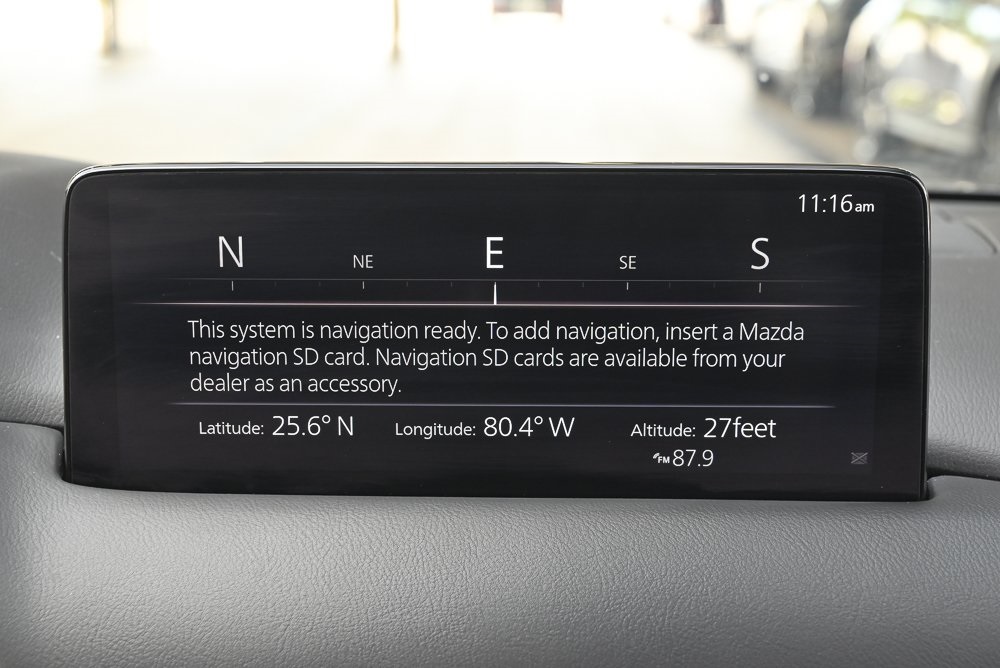 11:16am
N NE E SE S
This system is navigation ready. To add navigation, insert a Mazda
navigation SD card. Navigation SD cards are available from your
dealer as an accessory.
Latitude: 25.6° N Longitude: 80.4° W Altitude: 27feet
FM 87.9